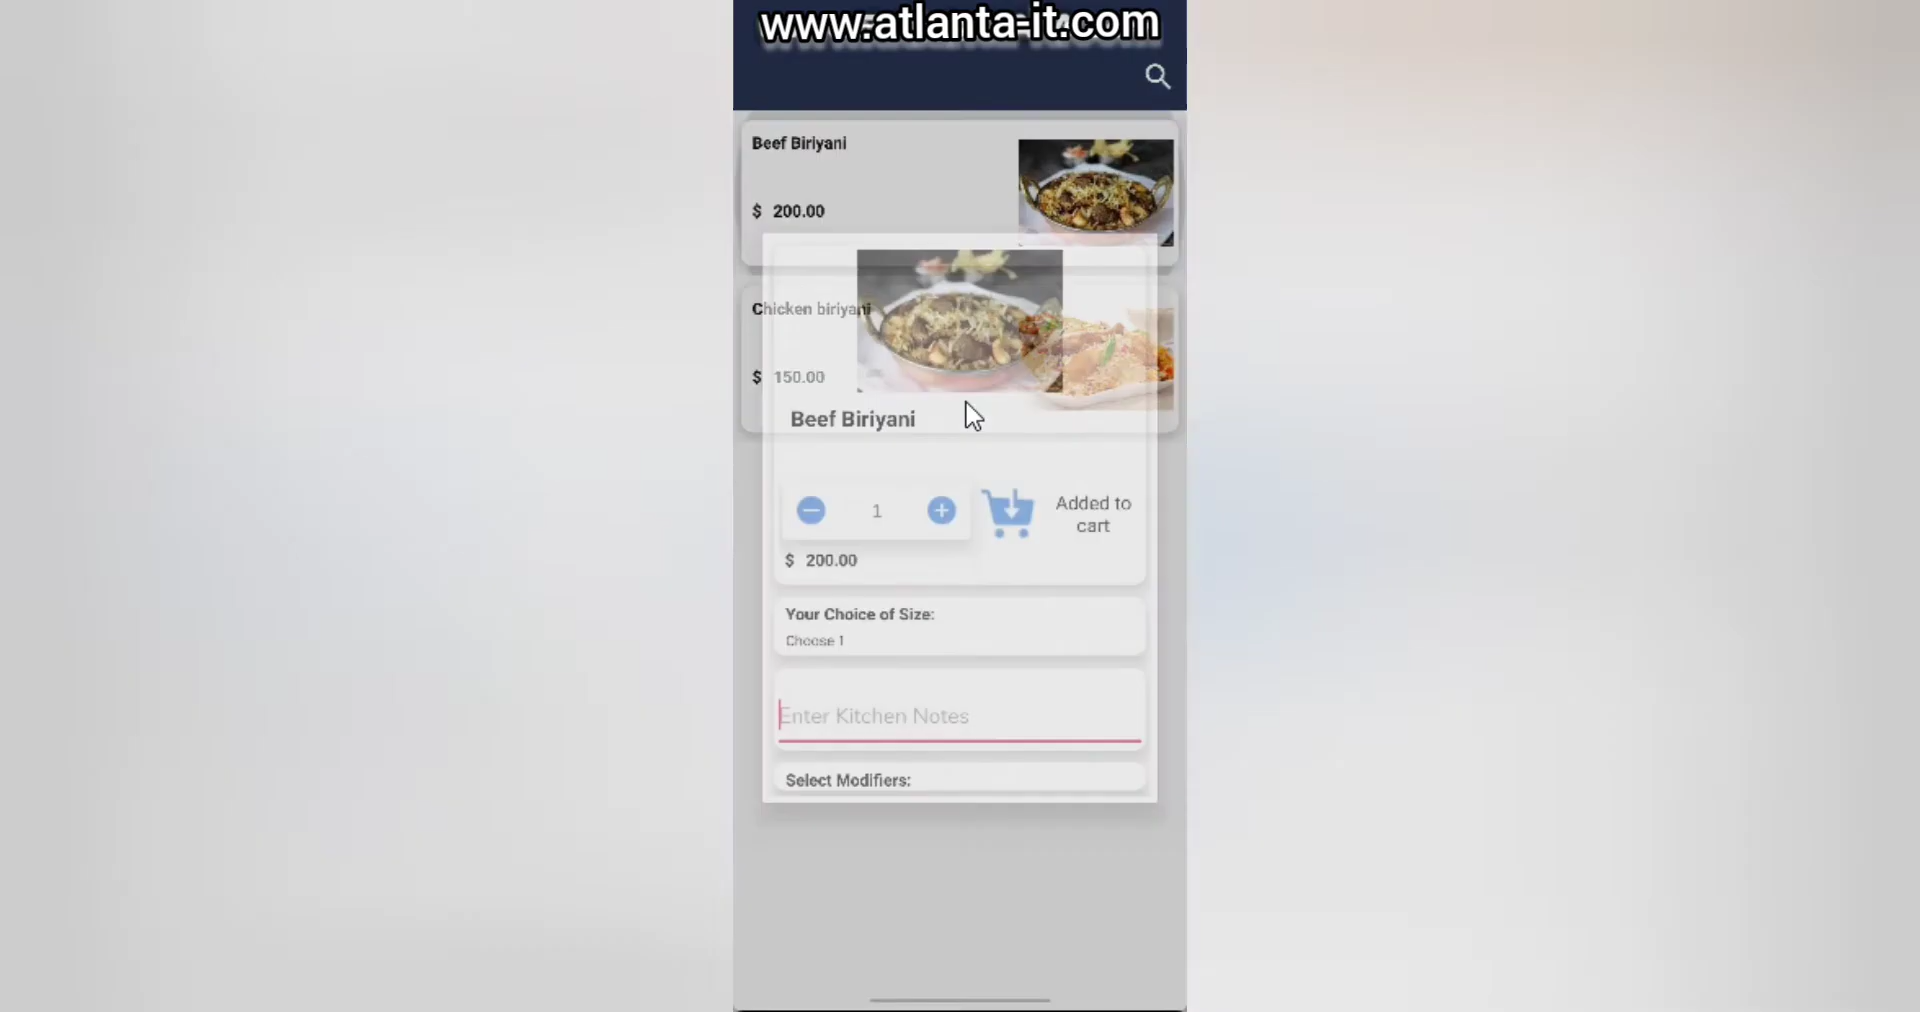 www.atlanta-it.com
Beef Biriyani
$ 200.00
Chicken biriyani
$ 150.00
Beef Biriyani
1
Added to
cart
$ 200.00
Your Choice of Size:
Choose 1
Enter Kitchen Notes
Select Modifiers: